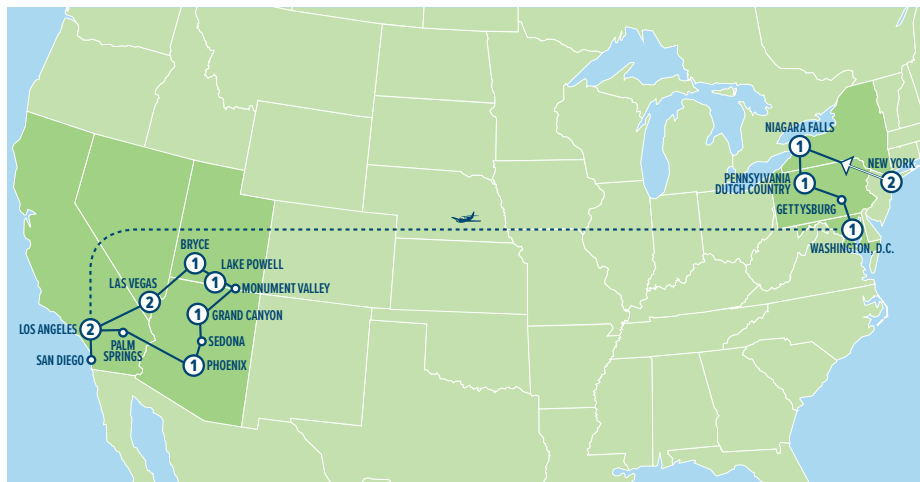 NIAGARA FALLS
1
NEW YORK
2
PENNSYLVANIA
DUTCH COUNTRY
1
GETTYSBURG
1
WASHINGTON, D.C.
BRYCE
1
LAKE POWELL
1
MONUMENT VALLEY
LAS VEGAS
2
1
GRAND CANYON
LOS ANGELES
2
SEDONA
PALM
SPRINGS
SAN DIEGO
1
PHOENIX